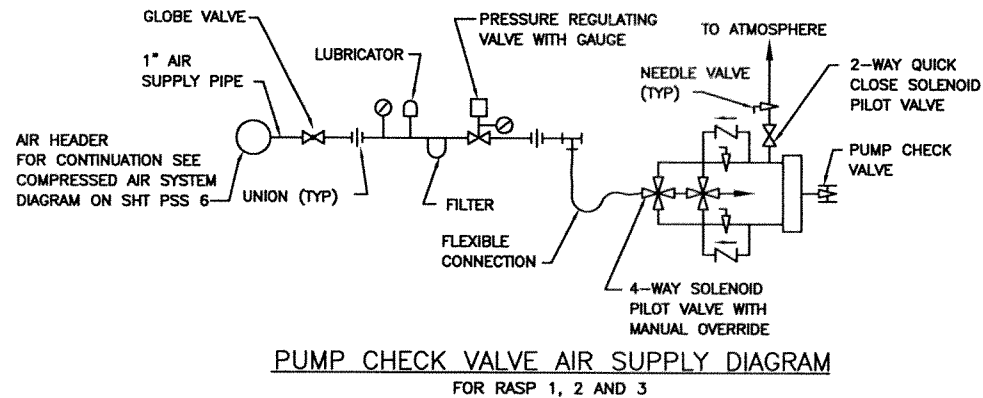 GLOBE VALVE
1" AIR
SUPPLY PIPE
LUBRICATOR
PRESSURE REGULATING
VALVE WITH GAUGE
TO ATMOSPHERE
NEEDLE VALVE
(TYP)
2-WAY QUICK
CLOSE SOLENOID
PILOT VALVE
AIR HEADER
FOR CONTINUATION SEE
COMPRESSED AIR SYSTEM
DIAGRAM ON SHT PSS 6
UNION (TYP)
FILTER
PUMP CHECK
VALVE
FLEXIBLE
CONNECTION
4-WAY SOLENOID
PILOT VALVE WITH
MANUAL OVERRIDE
PUMP CHECK VALVE AIR SUPPLY DIAGRAM
FOR RASP 1, 2 AND 3